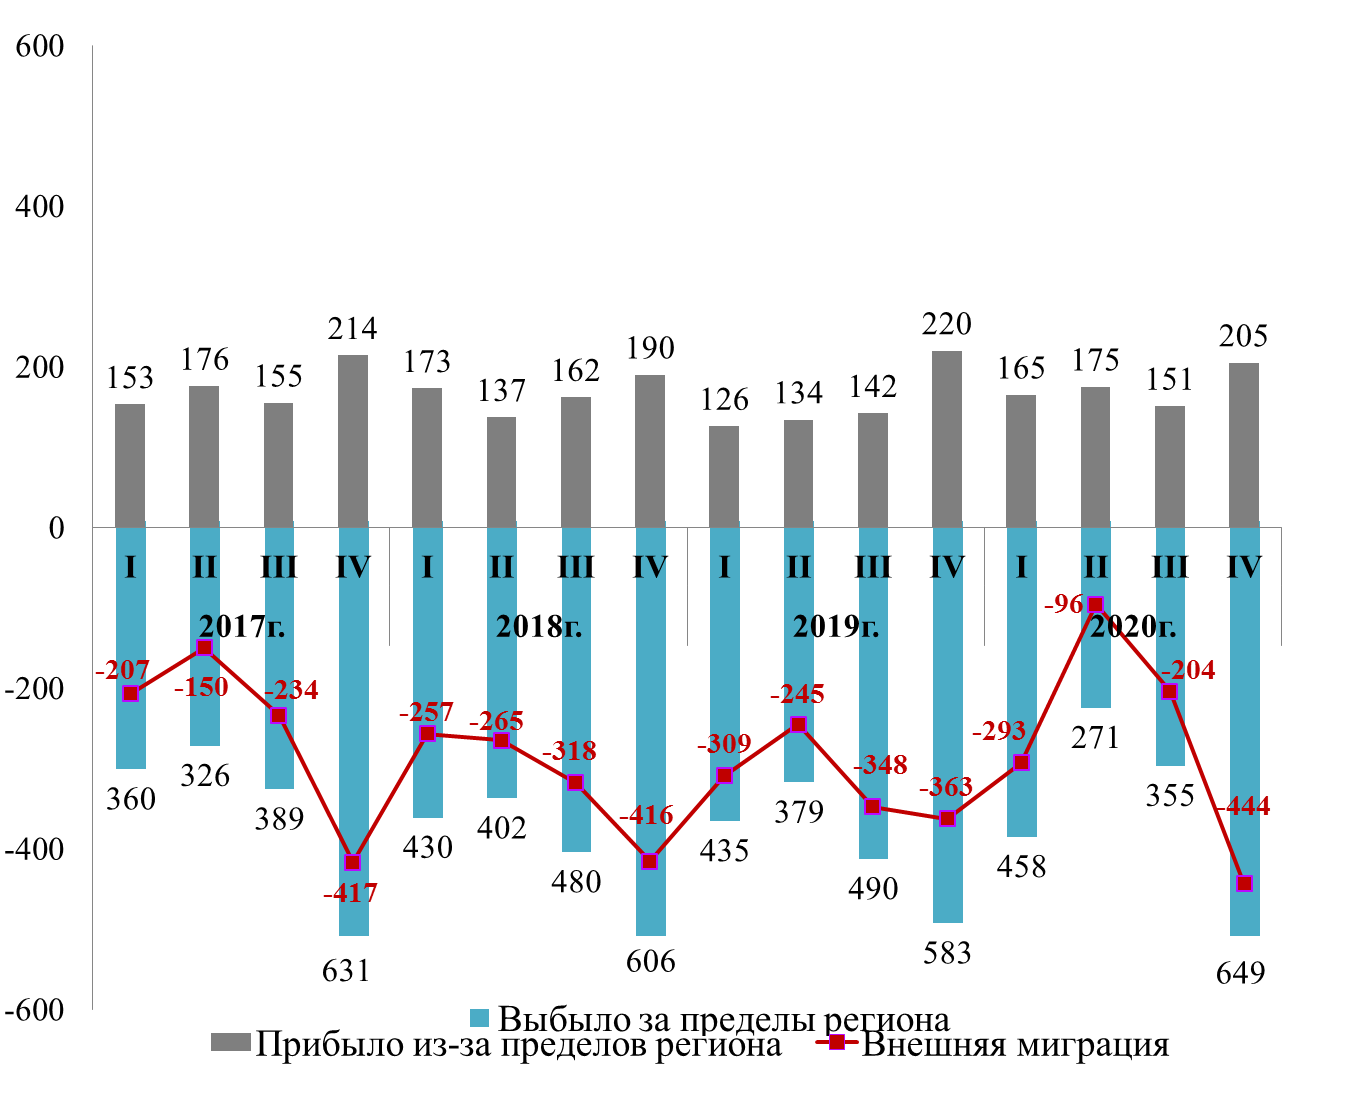 600
400
200
0
-200
-400
-600
153 176 155 214 173 137 162 190 126 134 142 220 165 175 151 205
I II III IV I II III IV I II III IV I II III IV
2017г. 2018г. 2019г. 2020г.
-207 -150 -234 -417 -257 -265 -318 -416 -309 -245 -348 -363 -293 -96 -204 -444
360 326 389 631 430 402 480 606 435 379 490 583 458 271 355 649
Выбыло за пределы региона
Прибыло из-за пределов региона Внешняя миграция